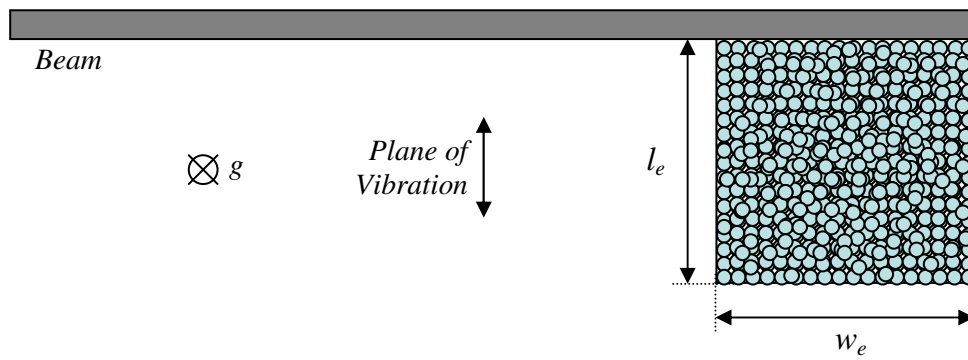 Beam
g
Plane of
Vibration
l_e
w_e